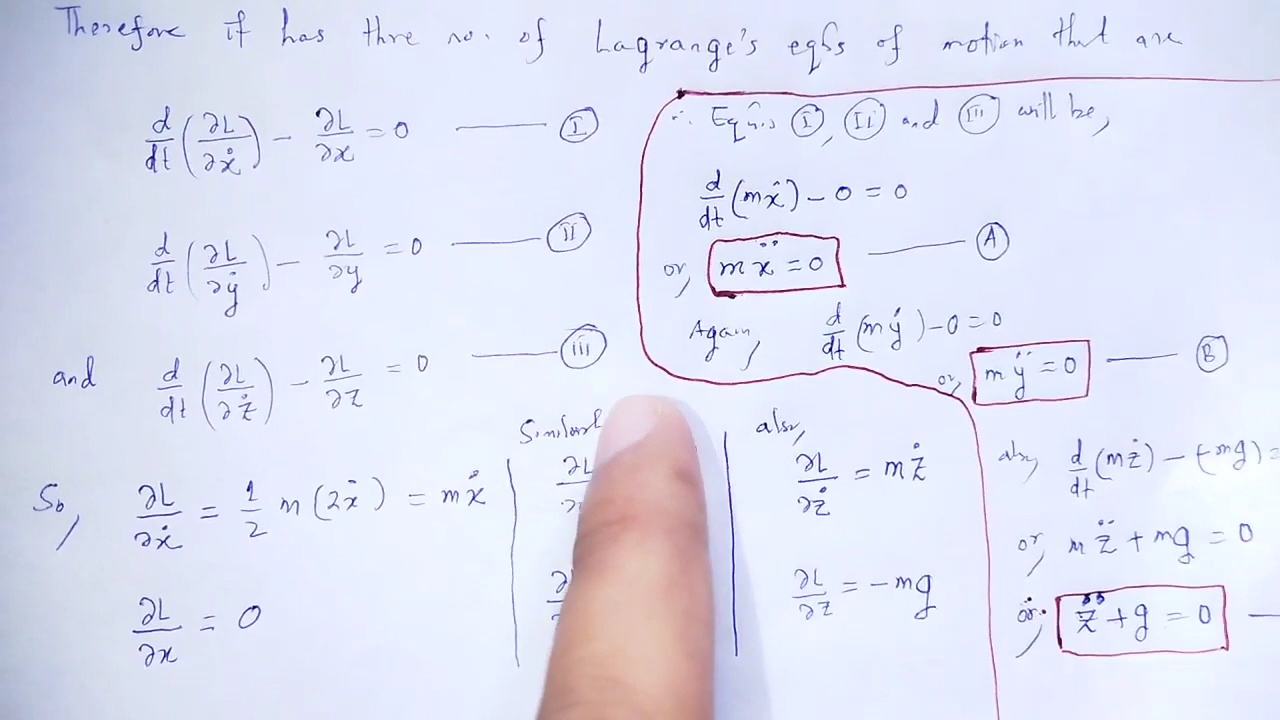 Therefore it has thre no. of Lagrange's eqns of motion that are
d/dt (∂L/∂ẋ) − ∂L/∂x = 0 —— (I)
d/dt (∂L/∂ẏ) − ∂L/∂y = 0 —— (II)
and d/dt (∂L/∂ż) − ∂L/∂z = 0 —— (III)
So, ∂L/∂ẋ = 1/2 m (2ẋ) = mẋ
∂L/∂x = 0
∂L
∂L
also,
∂L/∂ż = mż
∂L/∂z = −mg
∴ Eqn.s (I), (II) and (III) will be,
d/dt (mẋ) − 0 = 0
or, mẍ = 0 —— (A)
Again, d/dt (mẏ) − 0 = 0
or, mÿ = 0 —— (B)
also, d/dt (mż) − (−mg) =
or, mz̈ + mg = 0
or, z̈ + g = 0 ——